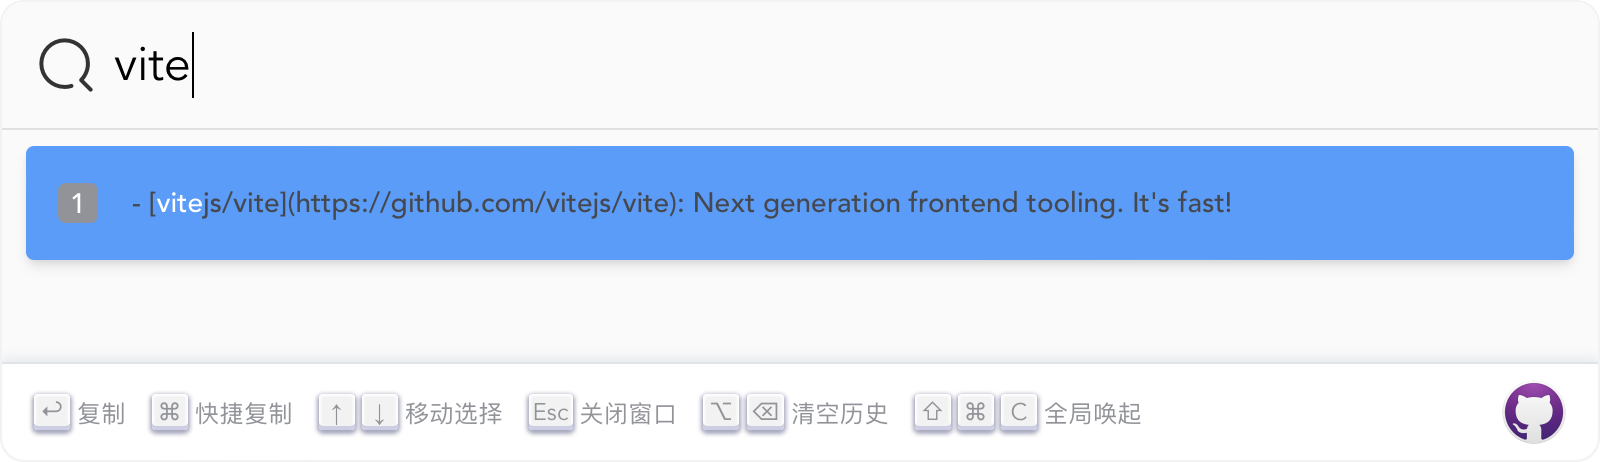 vite
1 - [vitejs/vite](https://github.com/vitejs/vite): Next generation frontend tooling. It's fast!
↩ 复制 ⌘ 快捷复制 ↑ ↓ 移动选择 Esc 关闭窗口 ⌥ ⌫ 清空历史 ⇧ ⌘ C 全局唤起